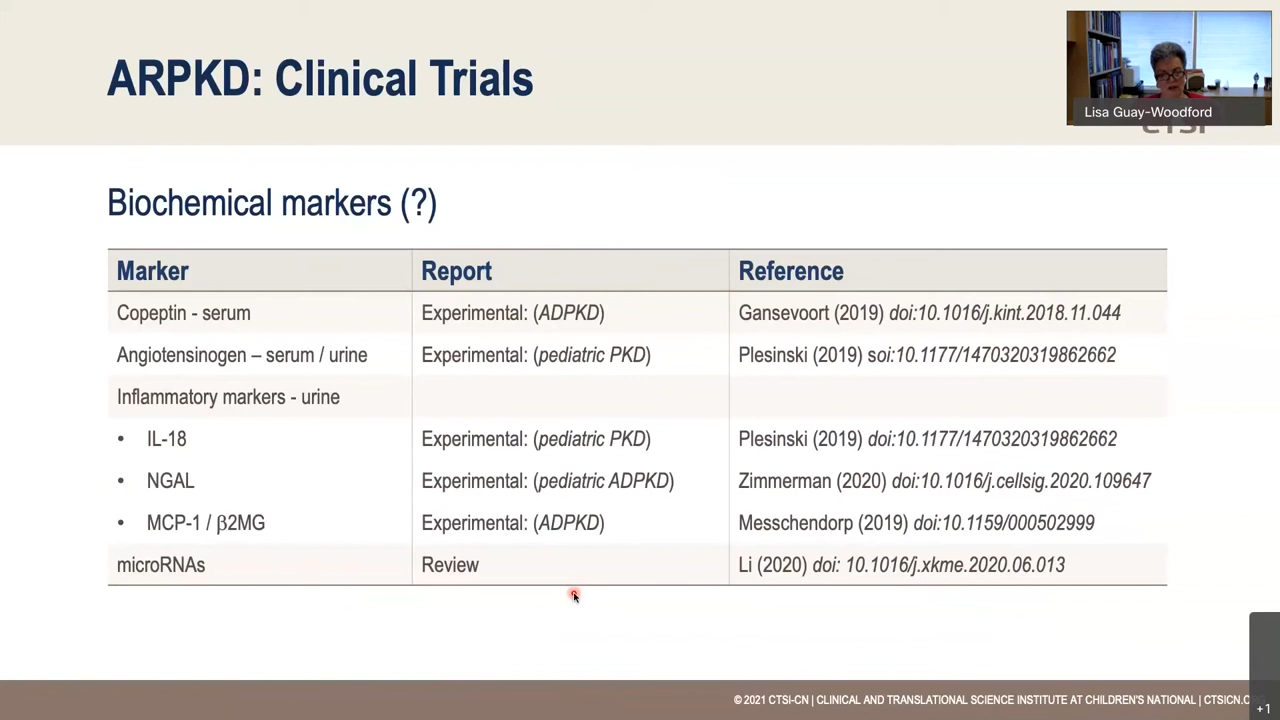 ARPKD: Clinical Trials
Lisa Guay-Woodford
CTSI
Biochemical markers (?)
Marker Report Reference
Copeptin - serum Experimental: (ADPKD) Gansevoort (2019) doi:10.1016/j.kint.2018.11.044
Angiotensinogen – serum / urine Experimental: (pediatric PKD) Plesinski (2019) soi:10.1177/1470320319862662
Inflammatory markers - urine
• IL-18 Experimental: (pediatric PKD) Plesinski (2019) doi:10.1177/1470320319862662
• NGAL Experimental: (pediatric ADPKD) Zimmerman (2020) doi:10.1016/j.cellsig.2020.109647
• MCP-1 / β2MG Experimental: (ADPKD) Messchendorp (2019) doi:10.1159/000502999
microRNAs Review Li (2020) doi: 10.1016/j.xkme.2020.06.013
© 2021 CTSI-CN | CLINICAL AND TRANSLATIONAL SCIENCE INSTITUTE AT CHILDREN'S NATIONAL |
+1